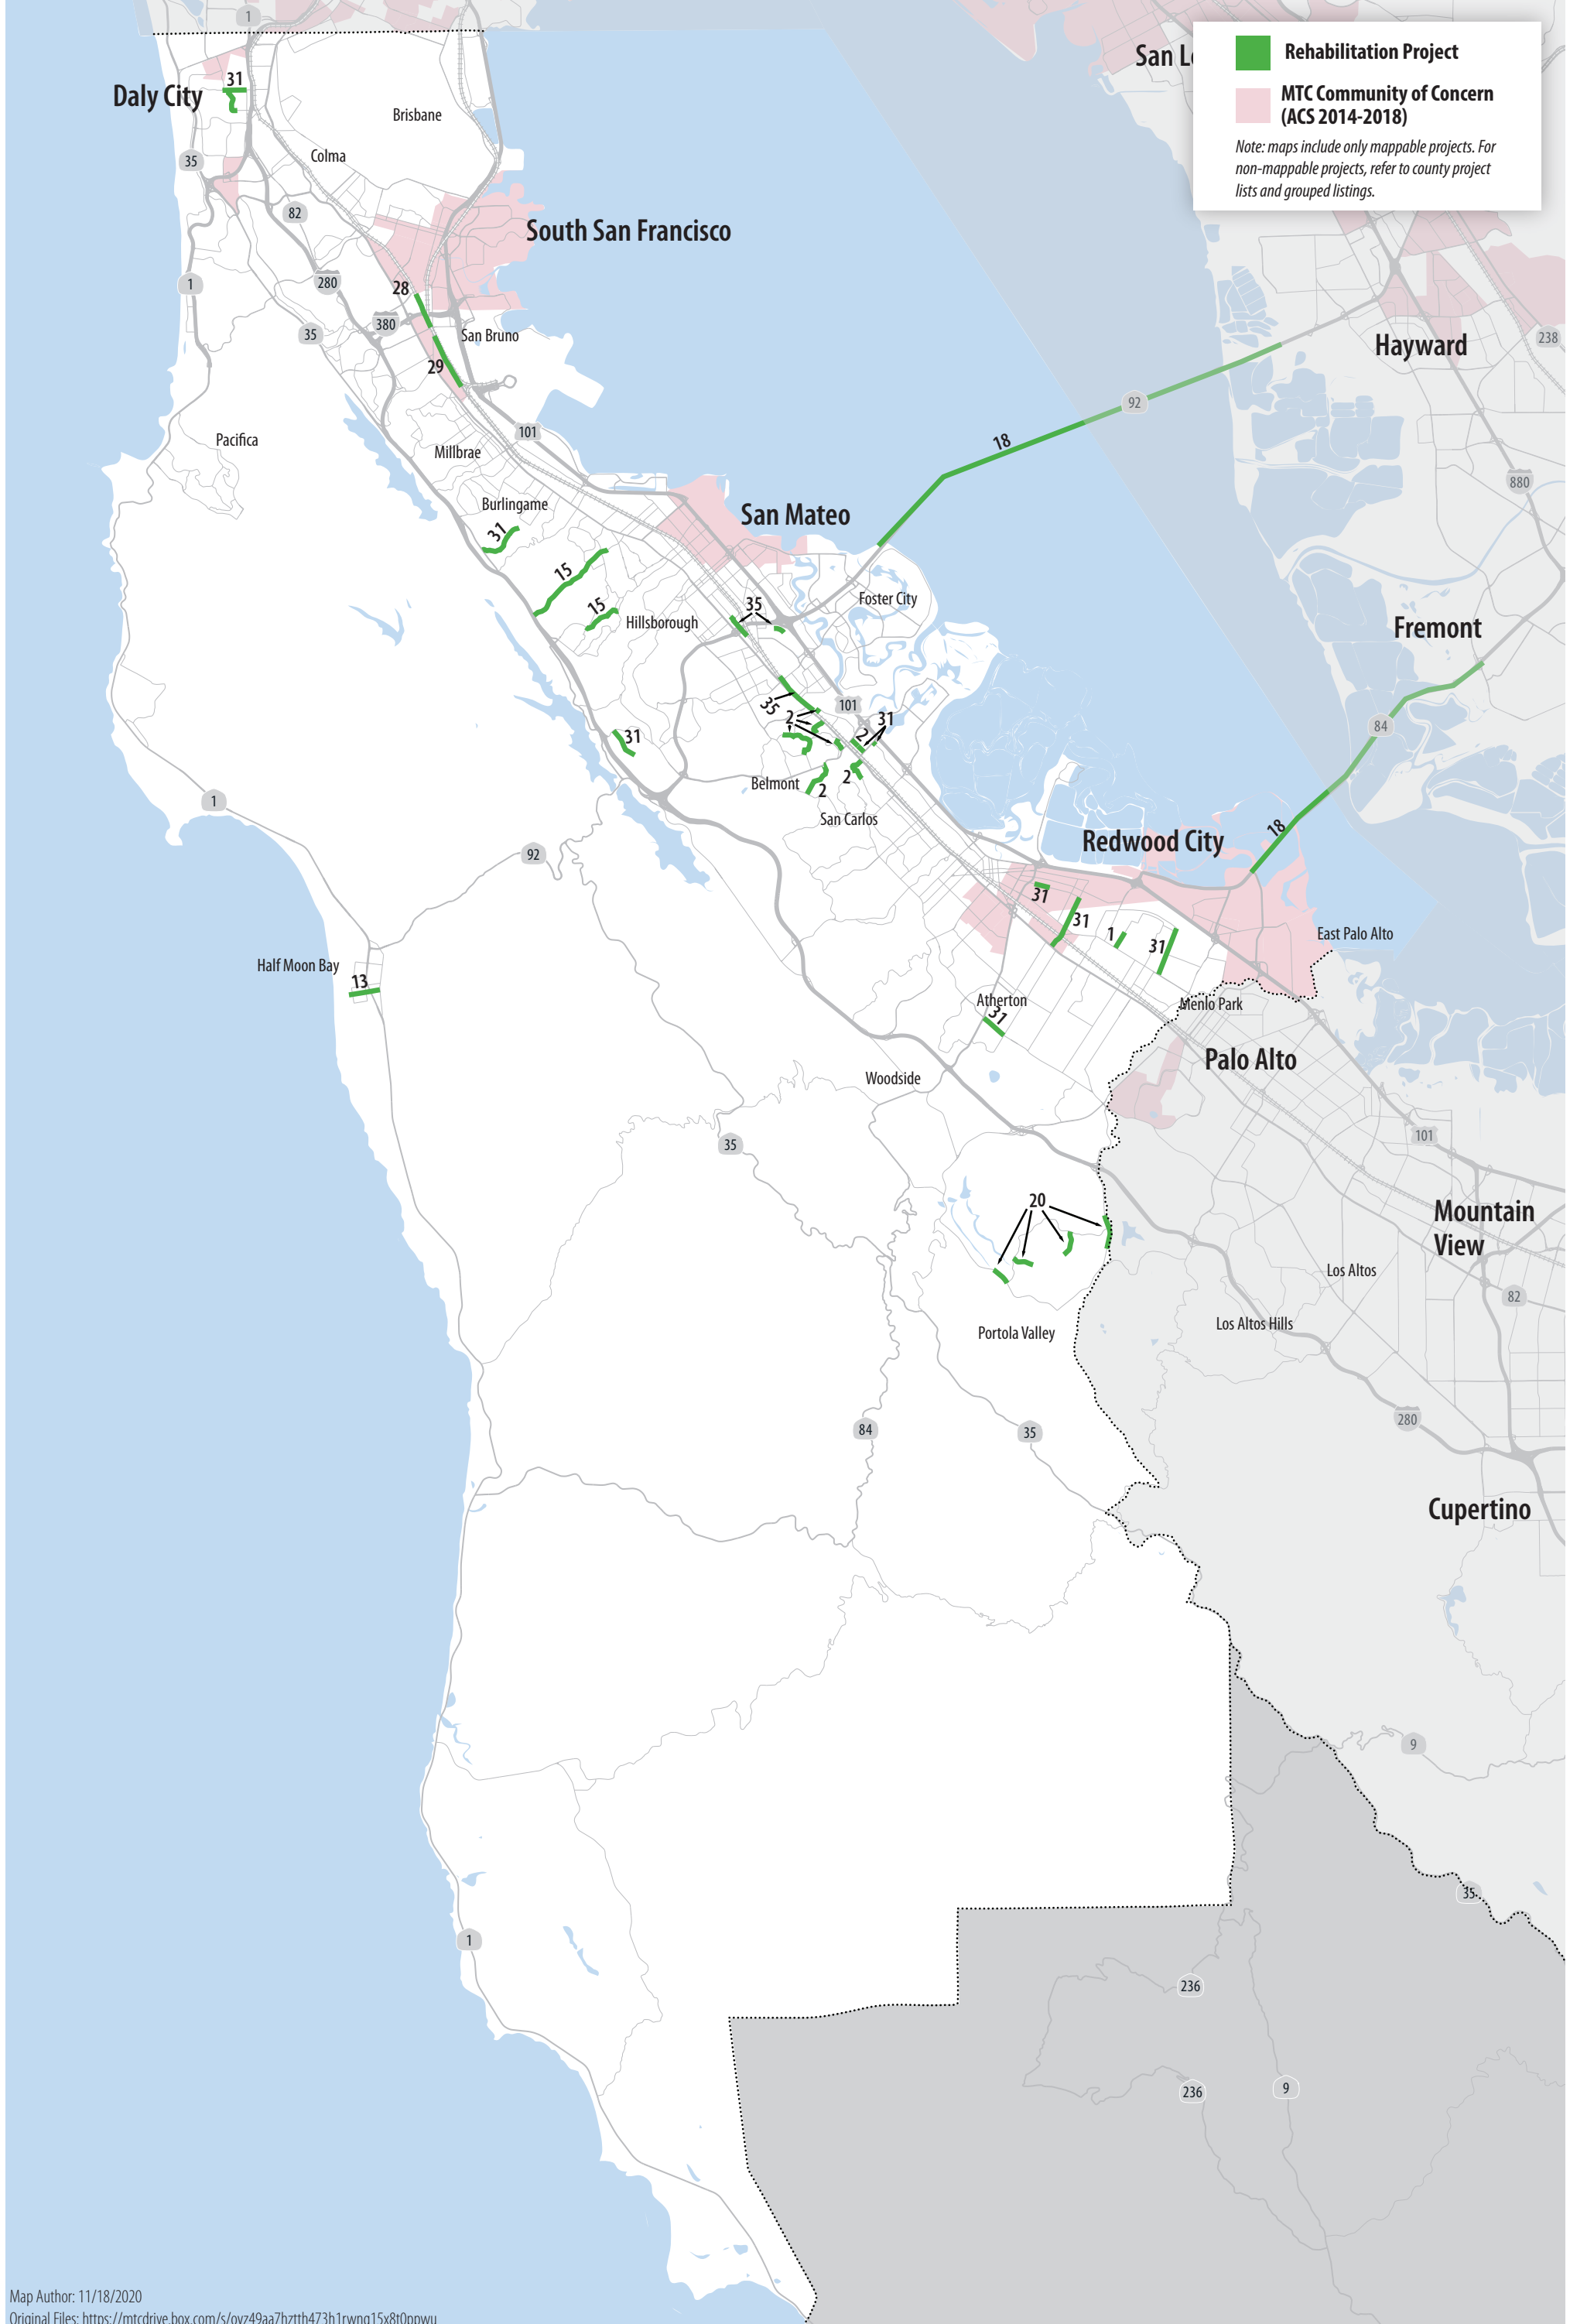 1
San L
Rehabilitation Project
MTC Community of Concern
(ACS 2014-2018)
Note: maps include only mappable projects. For
non-mappable projects, refer to county project
lists and grouped listings.
31
Daly City
Brisbane
Colma
35
82
South San Francisco
280
1
28
380
35
San Bruno
Hayward
238
29
92
101
18
Pacifica
Millbrae
880
Burlingame
San Mateo
31
15
15
35
Foster City
Hillsborough
Fremont
35
101
2
31
2
84
31
Belmont
2
2
San Carlos
1
18
Redwood City
92
31
31
1
31
East Palo Alto
Half Moon Bay
13
Atherton
31
Menlo Park
Palo Alto
Woodside
101
35
20
Mountain
View
Los Altos
82
Los Altos Hills
Portola Valley
280
84
35
Cupertino
9
35
1
236
236
9
Map Author: 11/18/2020